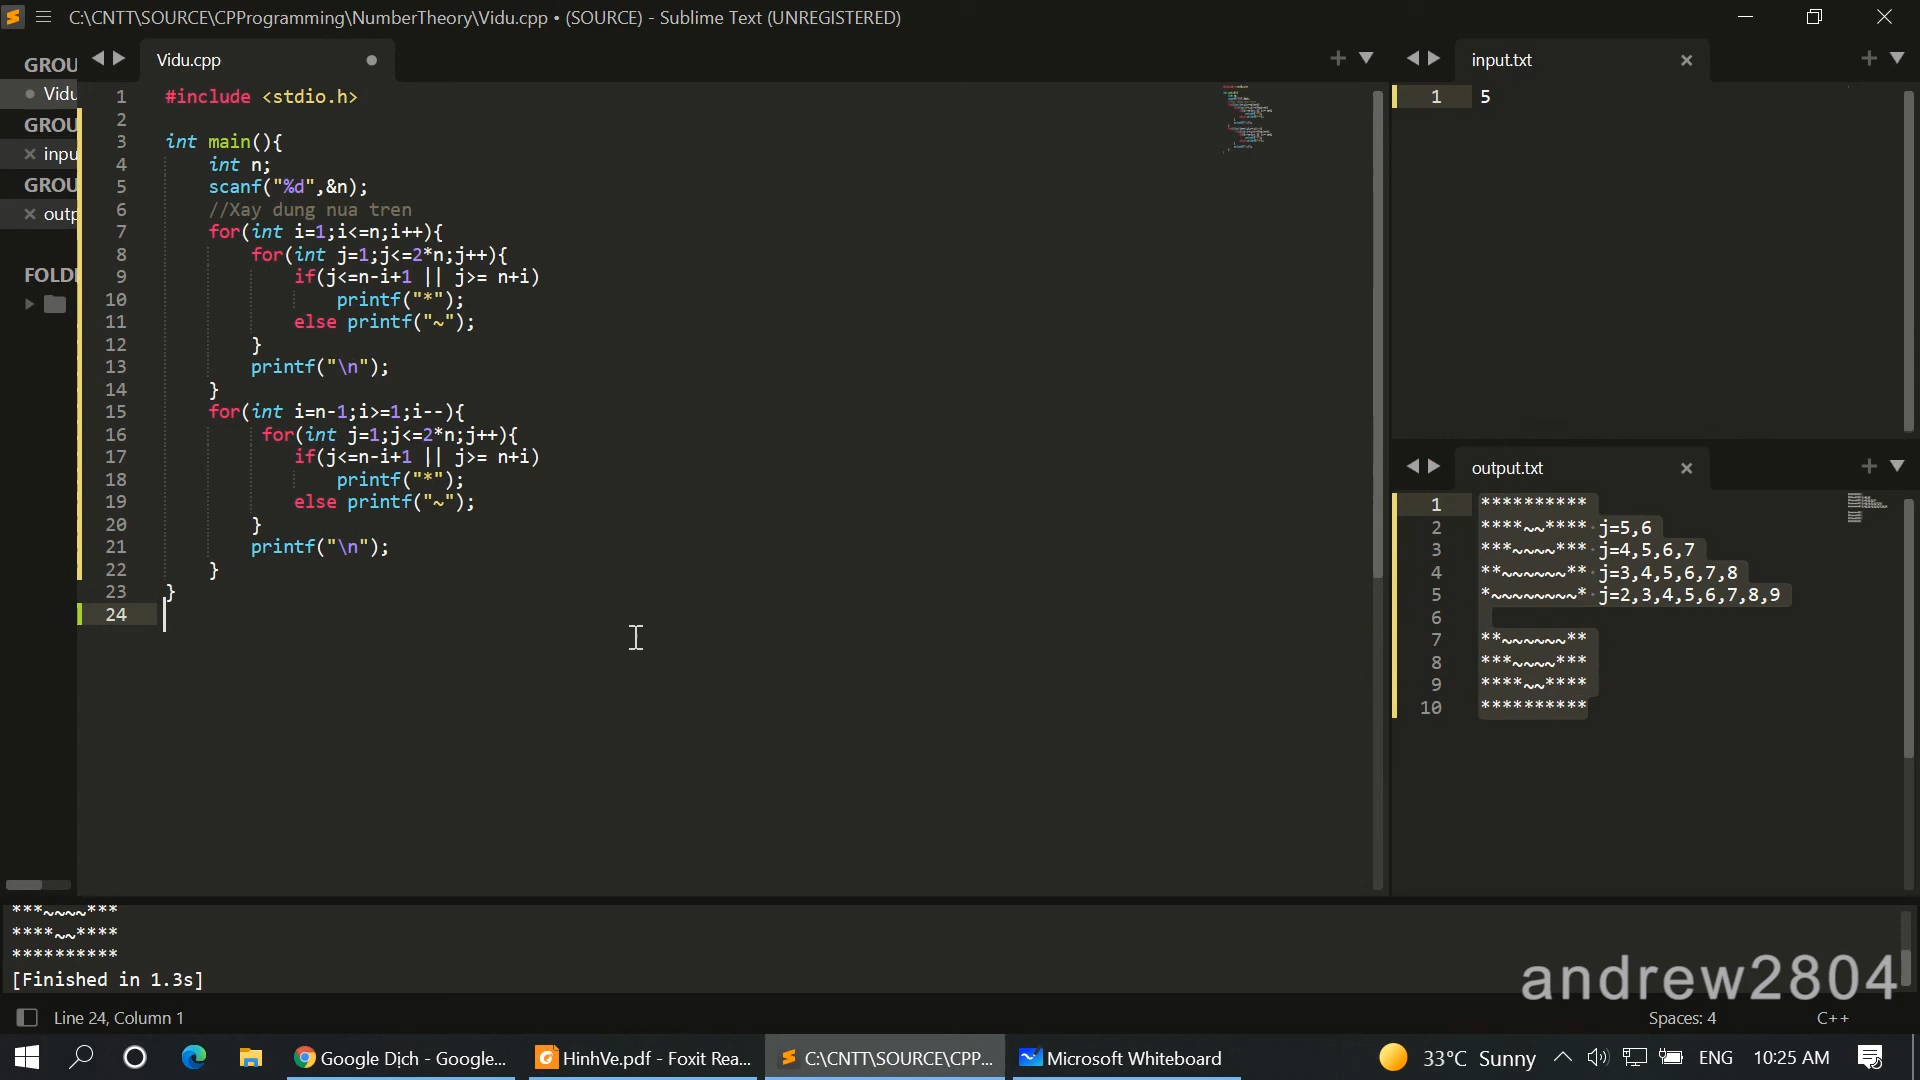 C:\CNTT\SOURCE\CPProgramming\NumberTheory\Vidu.cpp • (SOURCE) - Sublime Text (UNREGISTERED)
GROU
Vidu
GROU
inpu
GROU
outp
FOLDE
Vidu.cpp
1 #include <stdio.h>
2
3 int main(){
4     int n;
5     scanf("%d",&n);
6     //Xay dung nua tren
7     for(int i=1;i<=n;i++){
8         for(int j=1;j<=2*n;j++){
9             if(j<=n-i+1 || j>= n+i)
10                 printf("*");
11             else printf("~");
12         }
13         printf("\n");
14     }
15     for(int i=n-1;i>=1;i--){
16          for(int j=1;j<=2*n;j++){
17             if(j<=n-i+1 || j>= n+i)
18                 printf("*");
19             else printf("~");
20         }
21         printf("\n");
22     }
23 }
24
input.txt
1 5
output.txt
1 **********
2 ****~~**** j=5,6
3 ***~~~~*** j=4,5,6,7
4 **~~~~~~** j=3,4,5,6,7,8
5 *~~~~~~~~* j=2,3,4,5,6,7,8,9
6
7 **~~~~~~**
8 ***~~~~***
9 ****~~****
10 **********
***~~~~***
****~~****
**********
[Finished in 1.3s]
andrew2804
Line 24, Column 1
Spaces: 4
C++
Google Dịch - Google...
HinhVe.pdf - Foxit Rea...
C:\CNTT\SOURCE\CPP...
Microsoft Whiteboard
33°C Sunny
ENG
10:25 AM